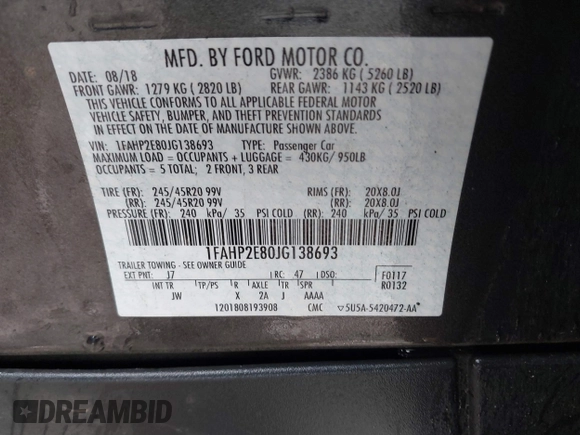 MFD. BY FORD MOTOR CO.
DATE: 08/18 GVWR: 2386 KG ( 5260 LB)
FRONT GAWR: 1279 KG ( 2820 LB) REAR GAWR: 1143 KG ( 2520 LB)
THIS VEHICLE CONFORMS TO ALL APPLICABLE FEDERAL MOTOR
VEHICLE SAFETY, BUMPER, AND THEFT PREVENTION STANDARDS
IN EFFECT ON THE DATE OF MANUFACTURE SHOWN ABOVE.
VIN: 1FAHP2E80JG138693 TYPE: Passenger Car
MAXIMUM LOAD = OCCUPANTS + LUGGAGE = 430KG/ 950LB
OCCUPANTS = 5 TOTAL; 2 FRONT, 3 REAR
TIRE (FR): 245/45R20 99V RIMS (FR): 20X8.0J
(RR): 245/45R20 99V (RR): 20X8.0J
PRESSURE (FR): 240 kPa/ 35 PSI COLD (RR): 240 kPa/ 35 PSI COLD
1FAHP2E80JG138693
TRAILER TOWING - SEE OWNER GUIDE
EXT PNT: J7 RC: 47 DSO: F0117
INT TR TP/PS R AXLE TR SPR R0132
JW X 2A J AAAA
1201808193908 CMC ▽5U5A-5420472-AA*
DREAMBID